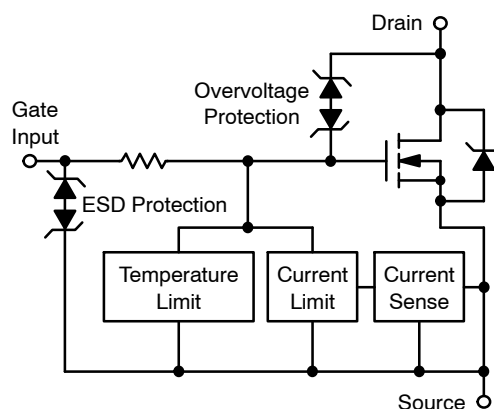 Drain
Overvoltage
Protection
Gate
Input
ESD Protection
Temperature
Limit
Current
Limit
Current
Sense
Source